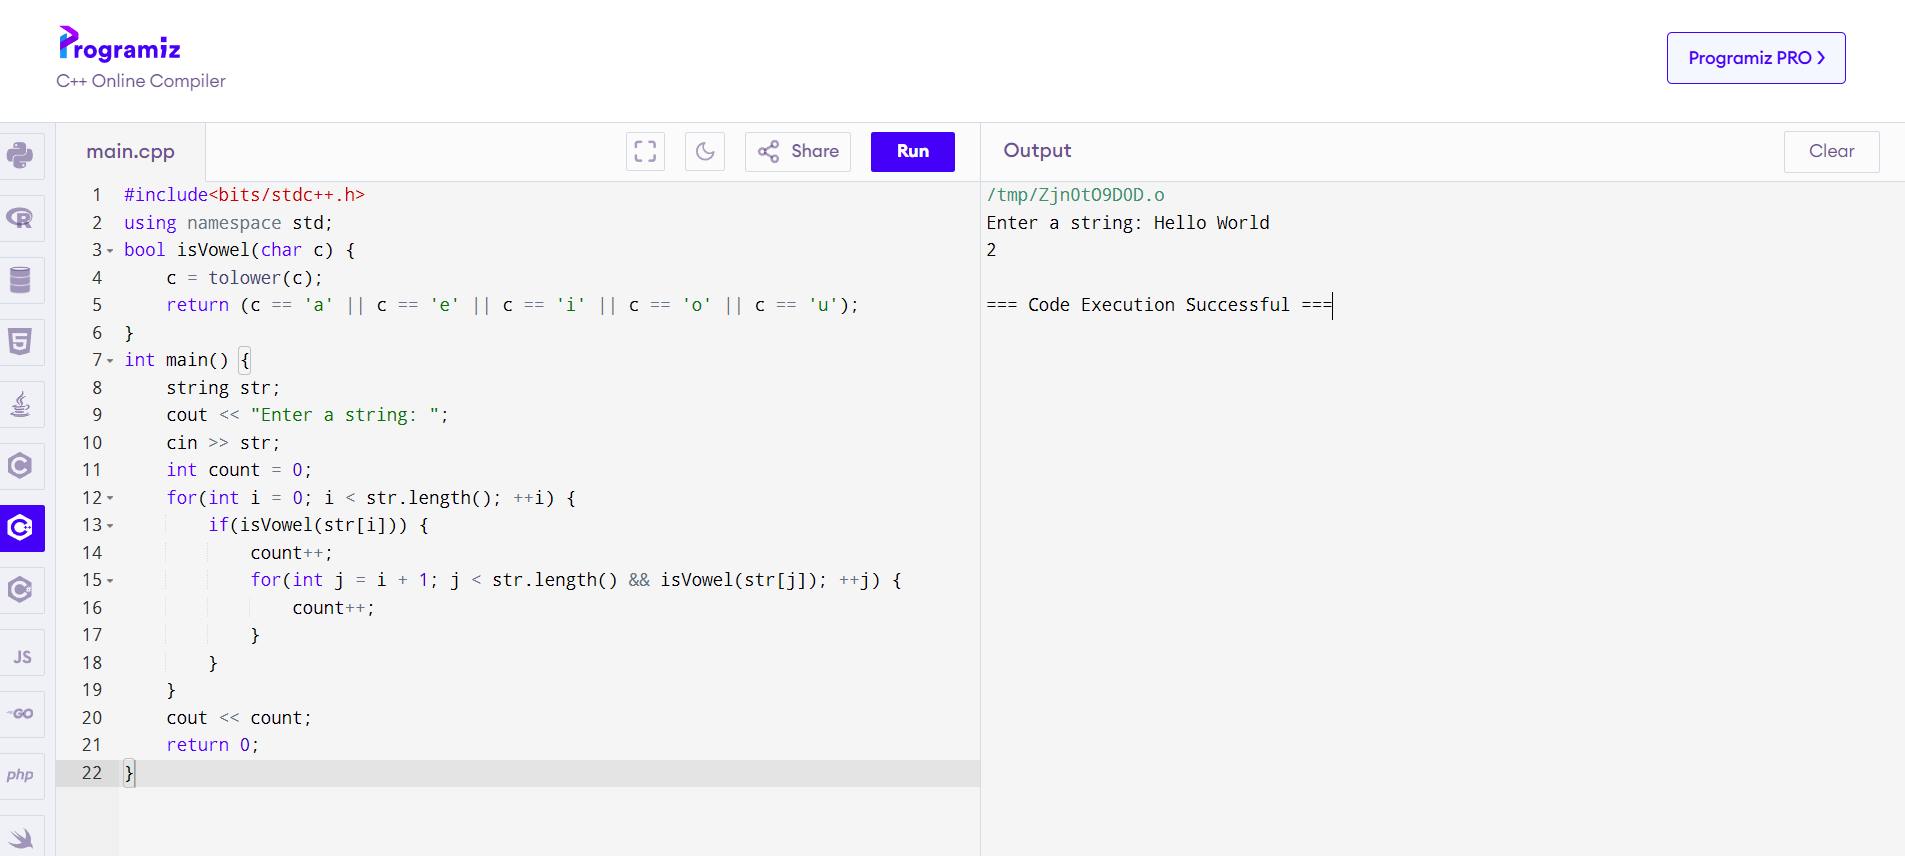 Programiz
C++ Online Compiler
Programiz PRO ❯
main.cpp
Share
Run
Output
Clear
1 #include<bits/stdc++.h>
2 using namespace std;
3 bool isVowel(char c) {
4     c = tolower(c);
5     return (c == 'a' || c == 'e' || c == 'i' || c == 'o' || c == 'u');
6 }
7 int main() {
8     string str;
9     cout << "Enter a string: ";
10     cin >> str;
11     int count = 0;
12     for(int i = 0; i < str.length(); ++i) {
13         if(isVowel(str[i])) {
14             count++;
15             for(int j = i + 1; j < str.length() && isVowel(str[j]); ++j) {
16                 count++;
17             }
18         }
19     }
20     cout << count;
21     return 0;
22 }
/tmp/Zjn0tO9D0D.o
Enter a string: Hello World
2
=== Code Execution Successful ===
R
5
C
C++
C
JS
GO
php